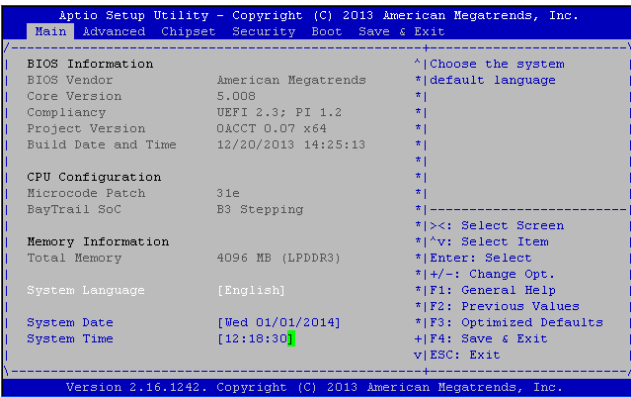 Aptio Setup Utility - Copyright (C) 2013 American Megatrends, Inc.
Main Advanced Chipset Security Boot Save & Exit
/----------------------------------------------------+---------------------------\
| BIOS Information ^|Choose the system |
| BIOS Vendor American Megatrends *|default language |
| Core Version 5.008 *| |
| Compliancy UEFI 2.3; PI 1.2 *| |
| Project Version 0ACCT 0.07 x64 *| |
| Build Date and Time 12/20/2013 14:25:13 *| |
| *| |
| CPU Configuration *| |
| Microcode Patch 31e *| |
| BayTrail SoC B3 Stepping *|---------------------------|
| *|><: Select Screen |
| Memory Information *|^v: Select Item |
| Total Memory 4096 MB (LPDDR3) *|Enter: Select |
| *|+/-: Change Opt. |
| System Language [English] *|F1: General Help |
| *|F2: Previous Values |
| System Date [Wed 01/01/2014] *|F3: Optimized Defaults |
| System Time [12:18:30] +|F4: Save & Exit |
| v|ESC: Exit |
\----------------------------------------------------+---------------------------/
Version 2.16.1242. Copyright (C) 2013 American Megatrends, Inc.